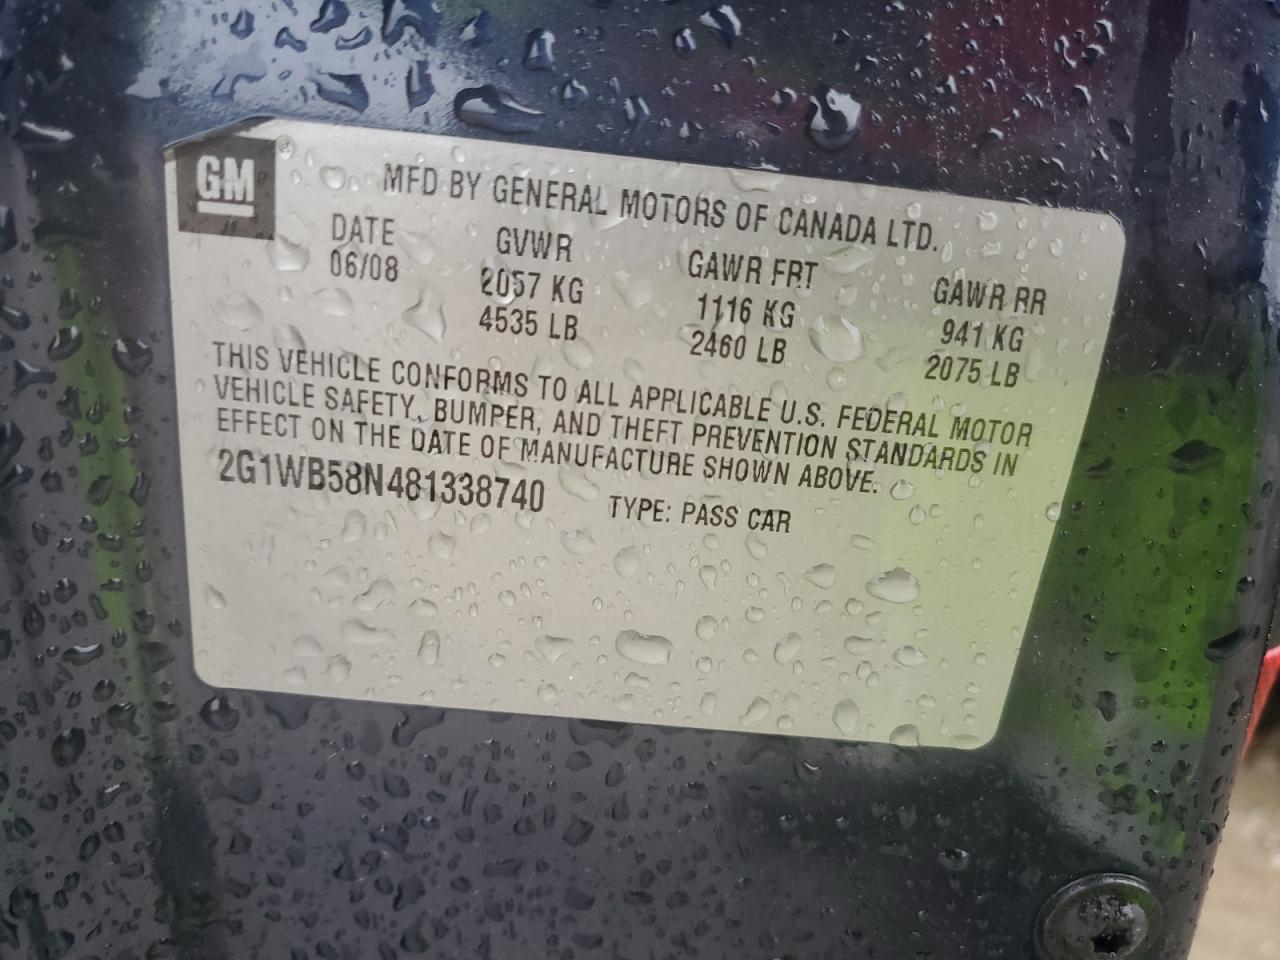 GM
MFD BY GENERAL MOTORS OF CANADA LTD.
DATE GVWR GAWR FRT GAWR RR
06/08 2057 KG 1116 KG 941 KG
4535 LB 2460 LB 2075 LB
THIS VEHICLE CONFORMS TO ALL APPLICABLE U.S. FEDERAL MOTOR
VEHICLE SAFETY, BUMPER, AND THEFT PREVENTION STANDARDS IN
EFFECT ON THE DATE OF MANUFACTURE SHOWN ABOVE.
2G1WB58N481338740 TYPE: PASS CAR